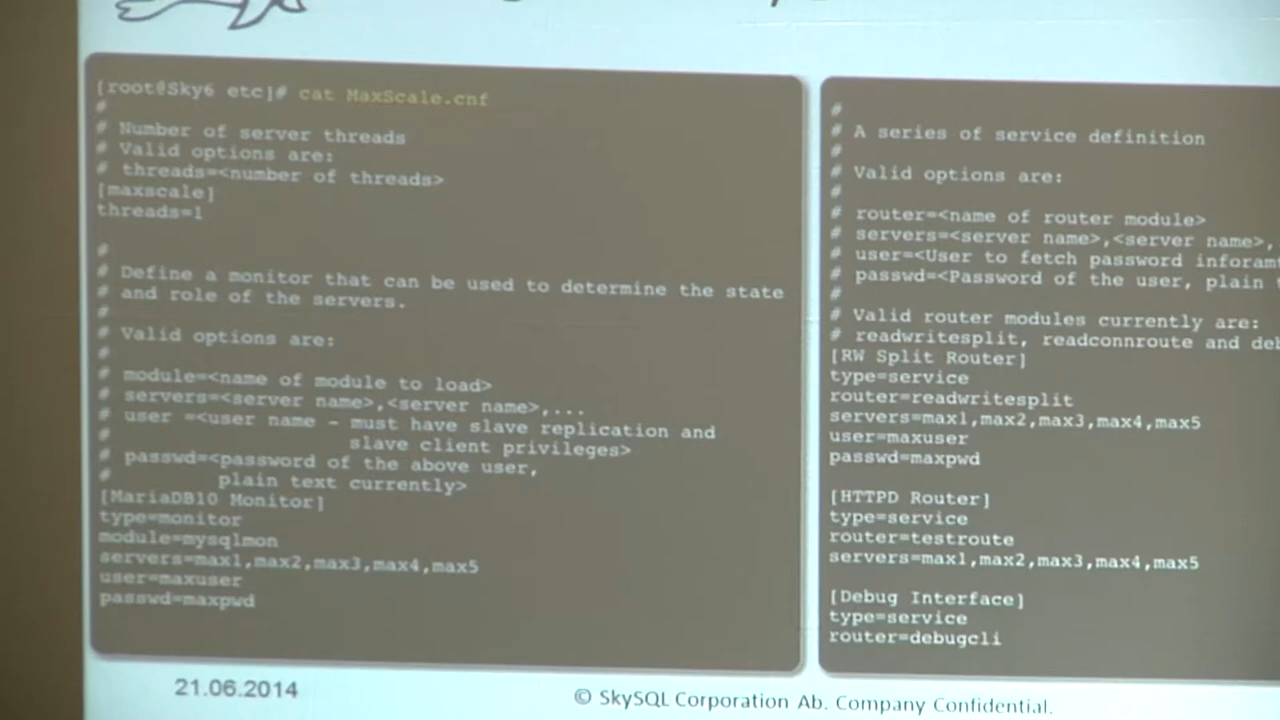 [root@Sky6 etc]# cat MaxScale.cnf
#
# Number of server threads
# Valid options are:
# threads=<number of threads>
[maxscale]
threads=1
#
# Define a monitor that can be used to determine the state
# and role of the servers.
#
# Valid options are:
#
# module=<name of module to load>
# servers=<server name>,<server name>,...
# user =<user name - must have slave replication and
# slave client privileges>
# passwd=<password of the above user,
# plain text currently>
[MariaDB10 Monitor]
type=monitor
module=mysqlmon
servers=max1,max2,max3,max4,max5
user=maxuser
passwd=maxpwd
#
# A series of service definition
#
# Valid options are:
#
# router=<name of router module>
# servers=<server name>,<server name>,
# user=<User to fetch password inforamt
# passwd=<Password of the user, plain
#
# Valid router modules currently are:
# readwritesplit, readconnroute and deb
[RW Split Router]
type=service
router=readwritesplit
servers=max1,max2,max3,max4,max5
user=maxuser
passwd=maxpwd
[HTTPD Router]
type=service
router=testroute
servers=max1,max2,max3,max4,max5
[Debug Interface]
type=service
router=debugcli
21.06.2014
© SkySQL Corporation Ab. Company Confidential.